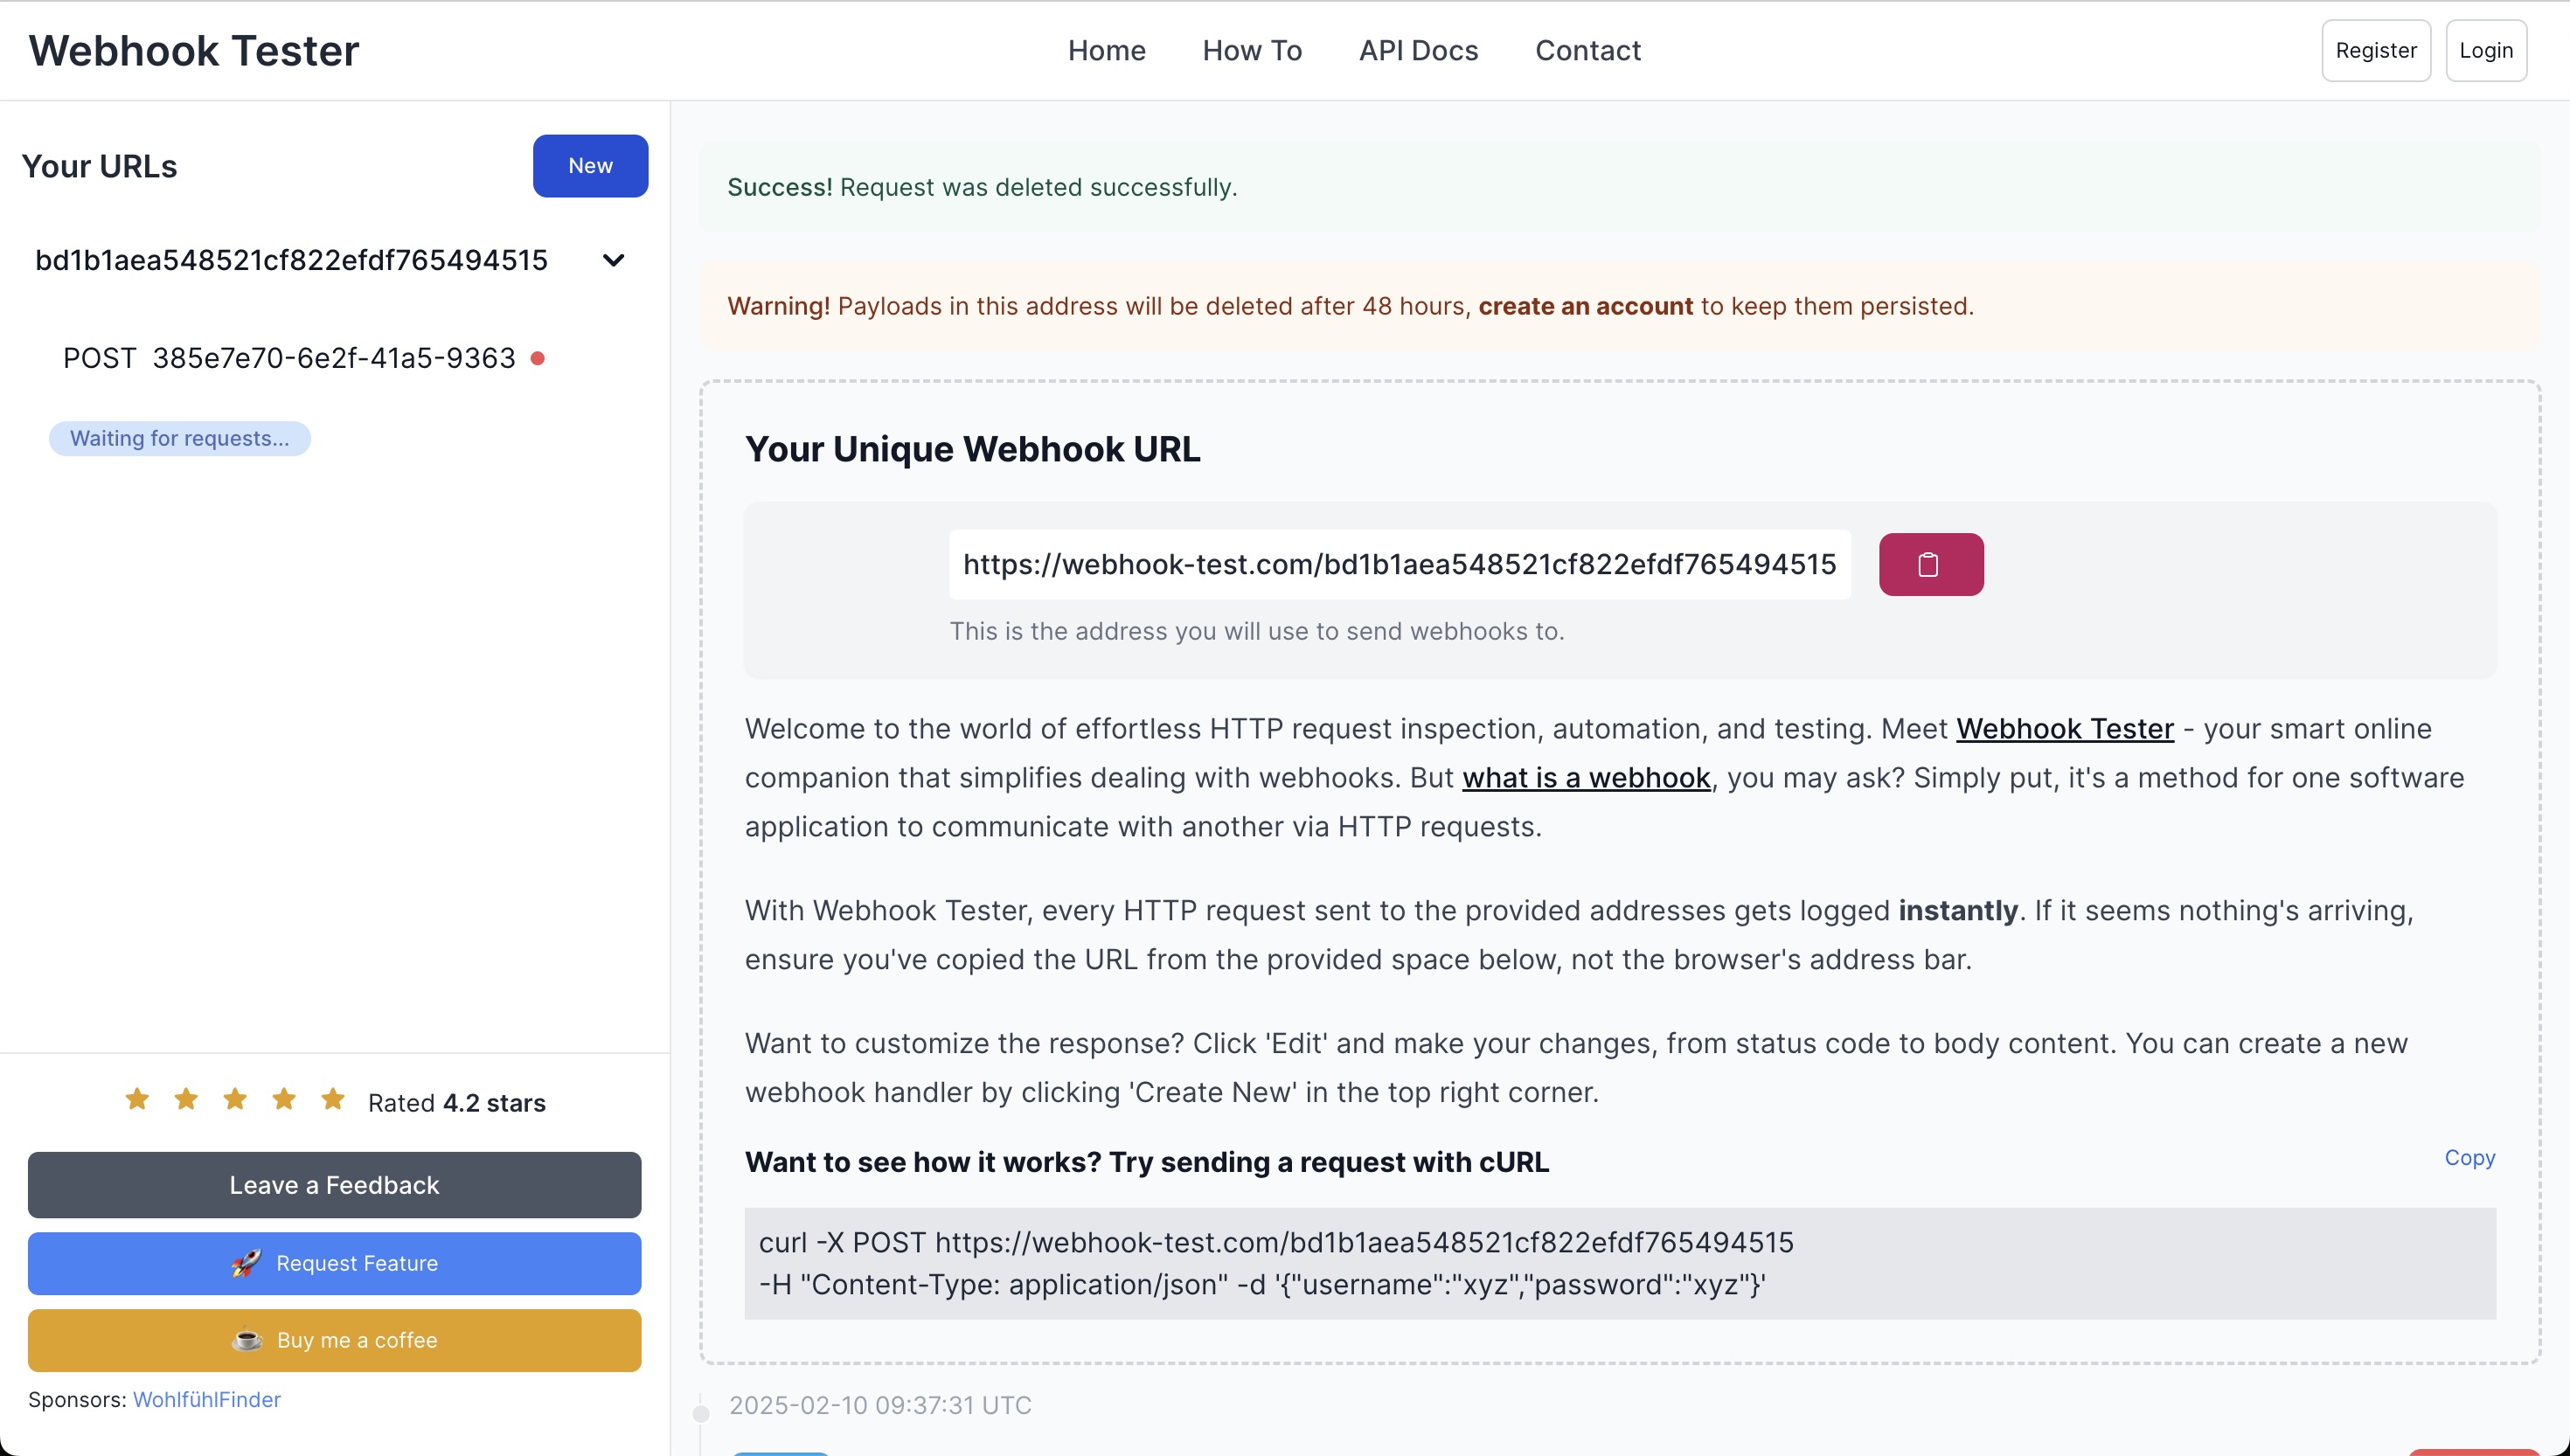 Webhook Tester
Home
How To
API Docs
Contact
Register
Login
Your URLs
New
bd1b1aea548521cf822efdf765494515
POST 385e7e70-6e2f-41a5-9363
Waiting for requests...
Rated 4.2 stars
Leave a Feedback
Request Feature
Buy me a coffee
Sponsors: WohlfühlFinder
Success! Request was deleted successfully.
Warning! Payloads in this address will be deleted after 48 hours, create an account to keep them persisted.
Your Unique Webhook URL
https://webhook-test.com/bd1b1aea548521cf822efdf765494515
This is the address you will use to send webhooks to.
Welcome to the world of effortless HTTP request inspection, automation, and testing. Meet Webhook Tester - your smart online
companion that simplifies dealing with webhooks. But what is a webhook, you may ask? Simply put, it's a method for one software
application to communicate with another via HTTP requests.
With Webhook Tester, every HTTP request sent to the provided addresses gets logged instantly. If it seems nothing's arriving,
ensure you've copied the URL from the provided space below, not the browser's address bar.
Want to customize the response? Click 'Edit' and make your changes, from status code to body content. You can create a new
webhook handler by clicking 'Create New' in the top right corner.
Want to see how it works? Try sending a request with cURL
Copy
curl -X POST https://webhook-test.com/bd1b1aea548521cf822efdf765494515
-H "Content-Type: application/json" -d '{"username":"xyz","password":"xyz"}'
2025-02-10 09:37:31 UTC